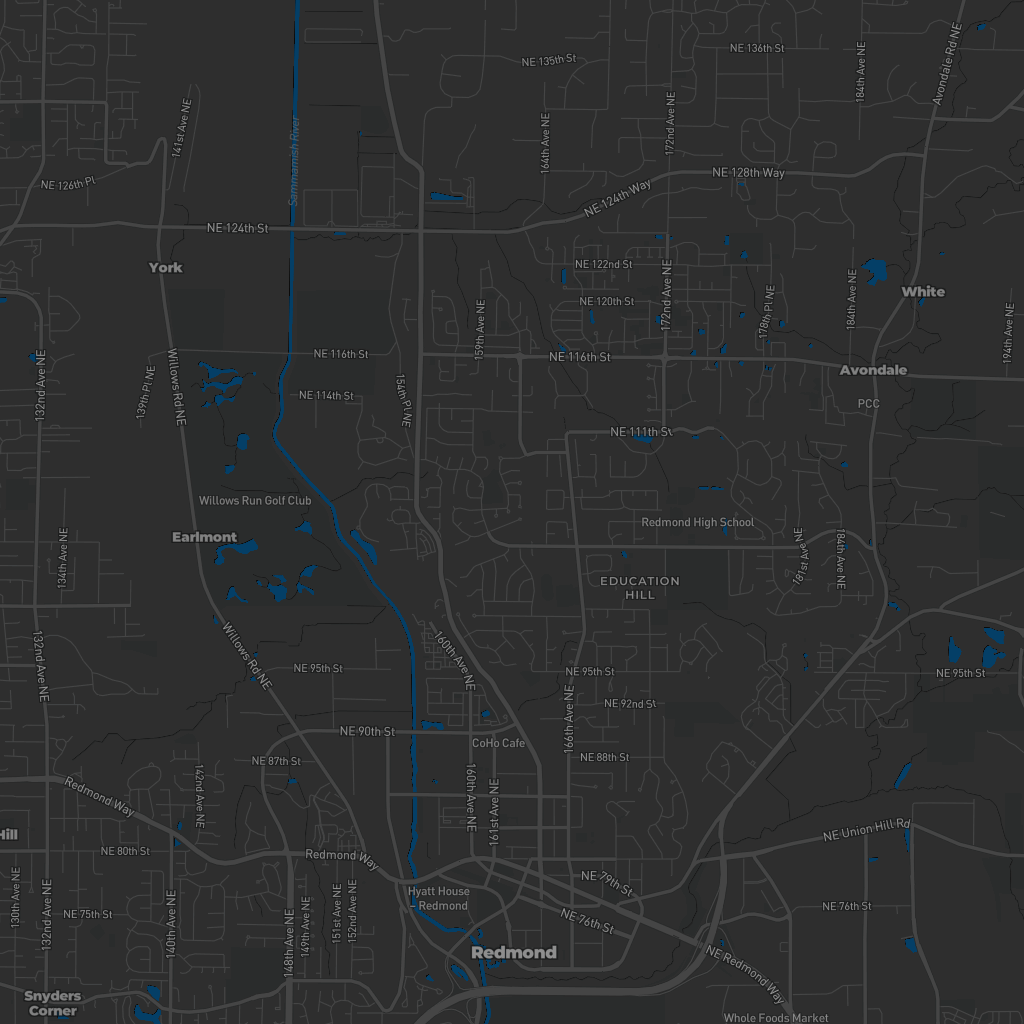 NE 136th St
NE 135th St
184th Ave NE
Avondale Rd NE
141st Ave NE
172nd Ave NE
164th Ave NE
Sammamish River
NE 126th Pl
NE 128th Way
NE 124th Way
NE 124th St
York
NE 122nd St
172nd Ave NE
White
184th Ave NE
NE 120th St
178th Pl NE
159th Ave NE
194th Ave NE
NE 116th St
NE 116th St
Avondale
132nd Ave NE
139th Pl NE
Willows Rd NE
NE 114th St
154th Pl NE
PCC
NE 111th St
Willows Run Golf Club
Redmond High School
Earlmont
134th Ave NE
181st Ave NE
184th Ave NE
EDUCATION
HILL
132nd Ave NE
Willows Rd NE
NE 95th St
160th Ave NE
NE 95th St
NE 95th St
166th Ave NE
NE 92nd St
NE 90th St
CoHo Cafe
NE 87th St
NE 88th St
142nd Ave NE
Redmond Way
160th Ave NE
161st Ave NE
Hill
NE Union Hill Rd
NE 80th St
Redmond Way
NE 79th St
Hyatt House
– Redmond
130th Ave NE
132nd Ave NE
NE 75th St
140th Ave NE
148th Ave NE
149th Ave NE
151st Ave NE
152nd Ave NE
NE 76th St
NE 76th St
Redmond
NE Redmond Way
Snyders
Corner
Whole Foods Market